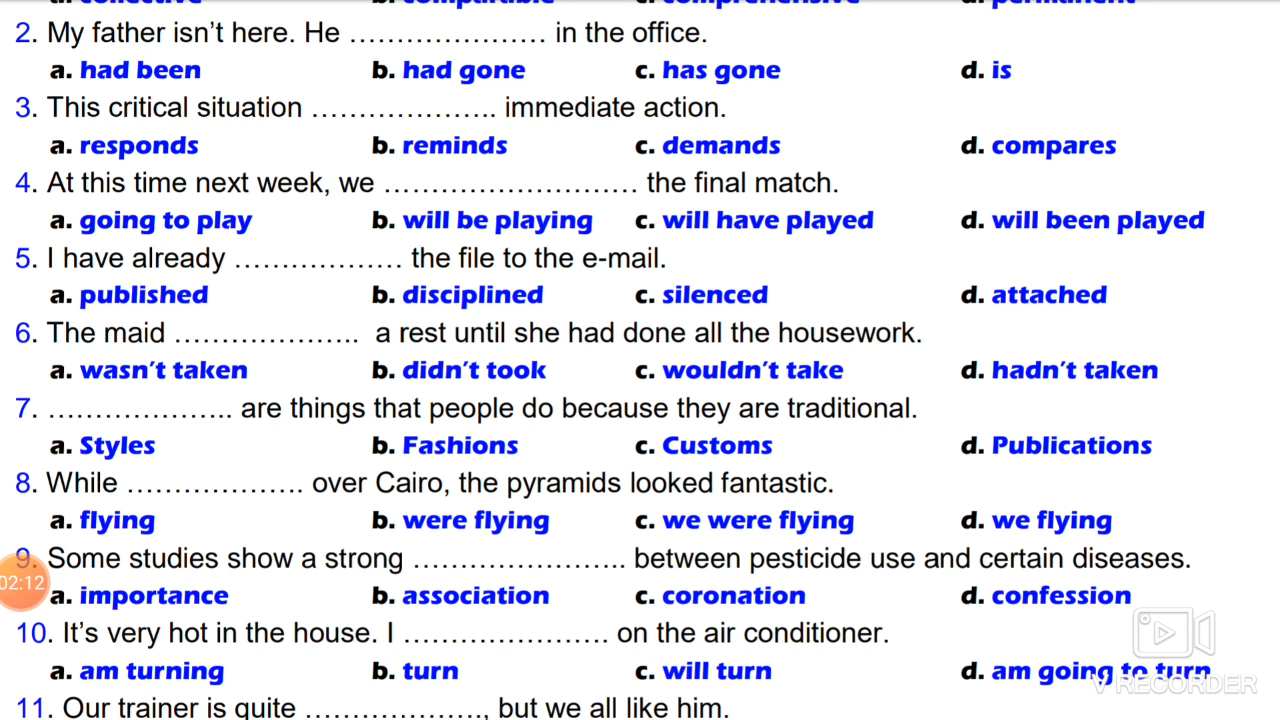 a. collective b. compartible c. comprehensive d. permanent
2. My father isn't here. He ………………… in the office.
a. had been b. had gone c. has gone d. is
3. This critical situation ………………….. immediate action.
a. responds b. reminds c. demands d. compares
4. At this time next week, we …………………………. the final match.
a. going to play b. will be playing c. will have played d. will been played
5. I have already ……………….. the file to the e-mail.
a. published b. disciplined c. silenced d. attached
6. The maid ………………….. a rest until she had done all the housework.
a. wasn't taken b. didn't took c. wouldn't take d. hadn't taken
7. ………………….. are things that people do because they are traditional.
a. Styles b. Fashions c. Customs d. Publications
8. While …………………. over Cairo, the pyramids looked fantastic.
a. flying b. were flying c. we were flying d. we flying
9. Some studies show a strong …………………….. between pesticide use and certain diseases.
02:12
a. importance b. association c. coronation d. confession
10. It's very hot in the house. I ……………………. on the air conditioner.
a. am turning b. turn c. will turn d. am going to turn
V RECORDER
11. Our trainer is quite …………………., but we all like him.